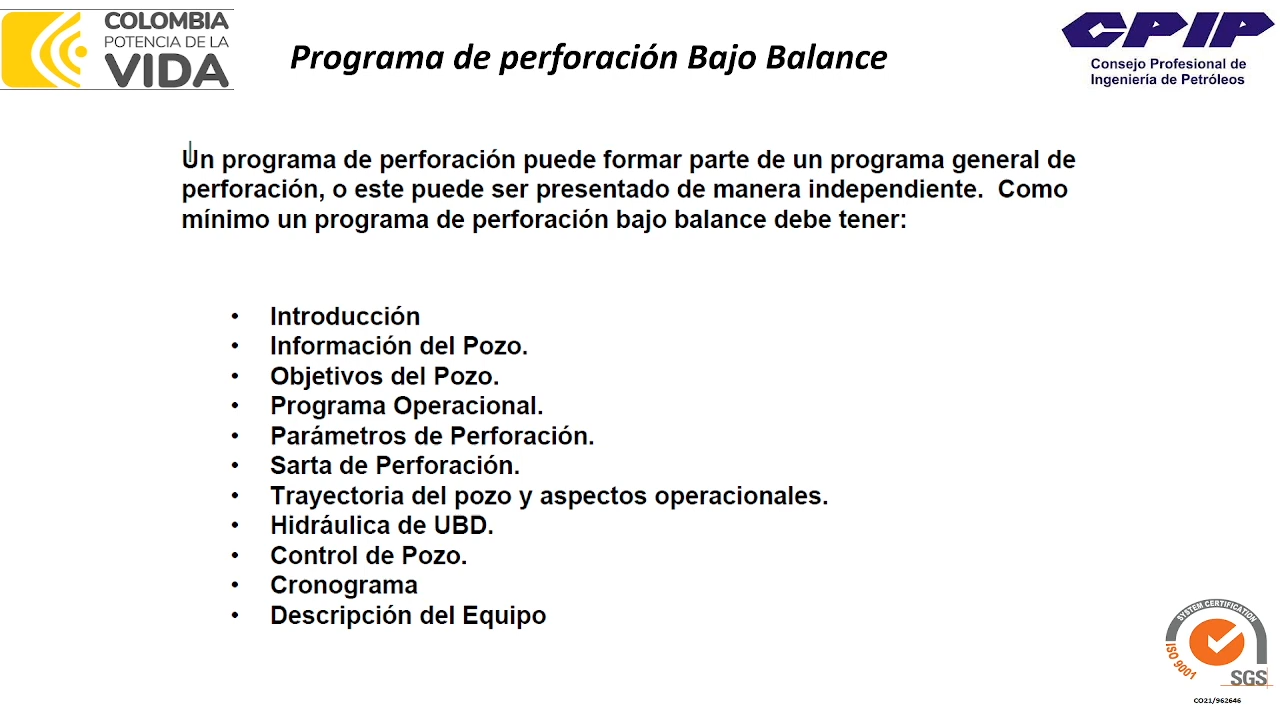 COLOMBIA
POTENCIA DE LA
VIDA
Programa de perforación Bajo Balance
CPIP
Consejo Profesional de
Ingeniería de Petróleos
Un programa de perforación puede formar parte de un programa general de
perforación, o este puede ser presentado de manera independiente.  Como
mínimo un programa de perforación bajo balance debe tener:
• Introducción
• Información del Pozo.
• Objetivos del Pozo.
• Programa Operacional.
• Parámetros de Perforación.
• Sarta de Perforación.
• Trayectoria del pozo y aspectos operacionales.
• Hidráulica de UBD.
• Control de Pozo.
• Cronograma
• Descripción del Equipo
SYSTEM CERTIFICATION
ISO 9001
SGS
CO21/962646